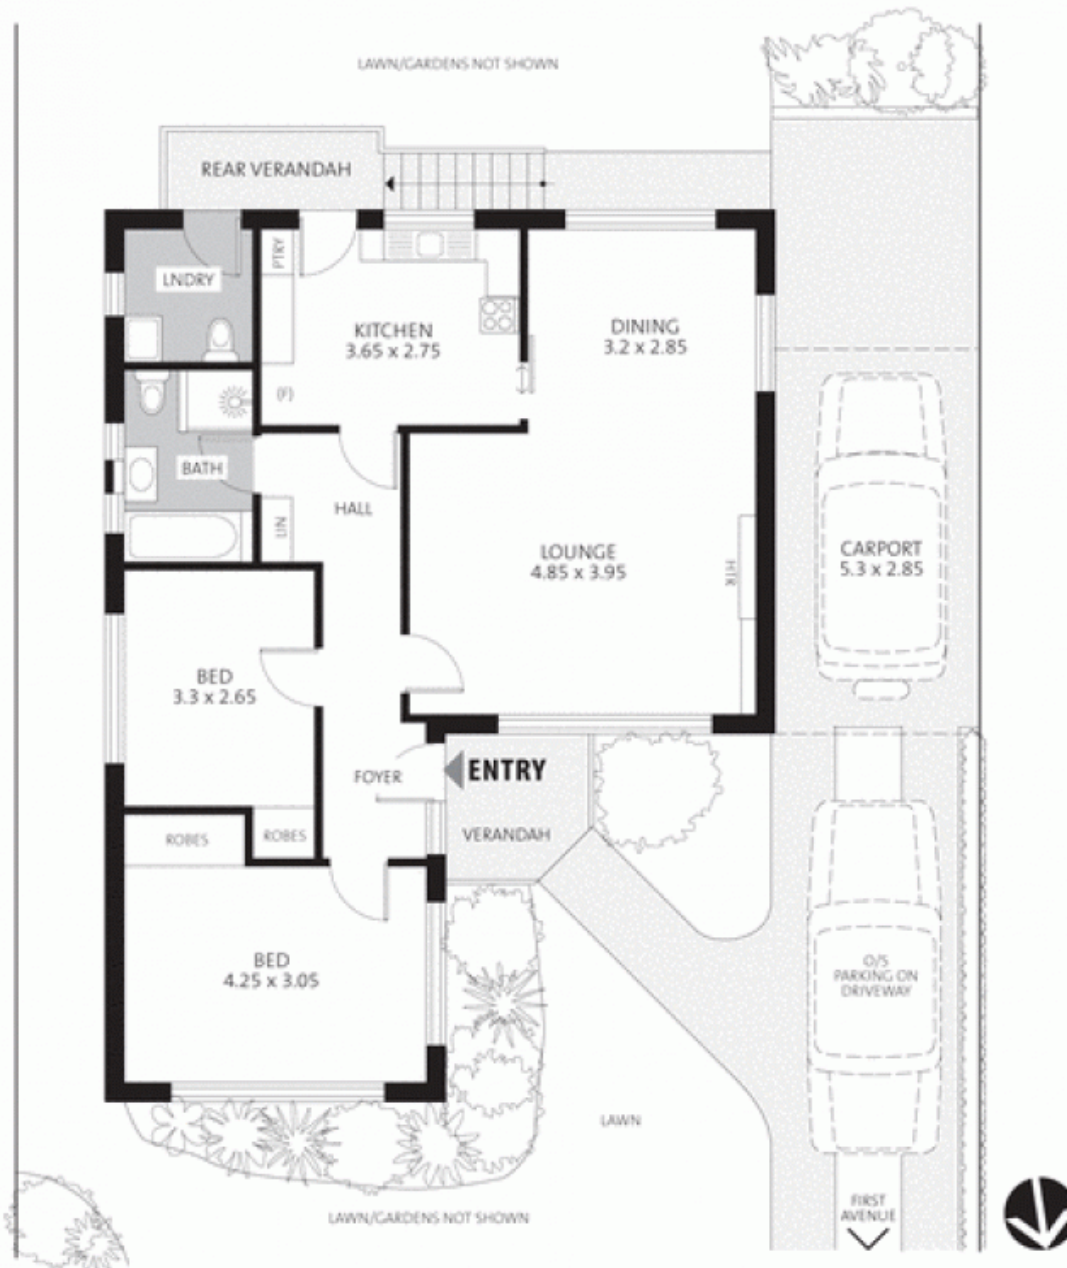 LAWN/GARDENS NOT SHOWN
REAR VERANDAH
PTRY
LNDRY
KITCHEN
3.65 x 2.75
DINING
3.2 x 2.85
(F)
BATH
HALL
LIN
LOUNGE
4.85 x 3.95
HTR
CARPORT
5.3 x 2.85
BED
3.3 x 2.65
FOYER
ENTRY
VERANDAH
ROBES
ROBES
BED
4.25 x 3.05
O/S
PARKING ON
DRIVEWAY
LAWN
FIRST
AVENUE
LAWN/GARDENS NOT SHOWN